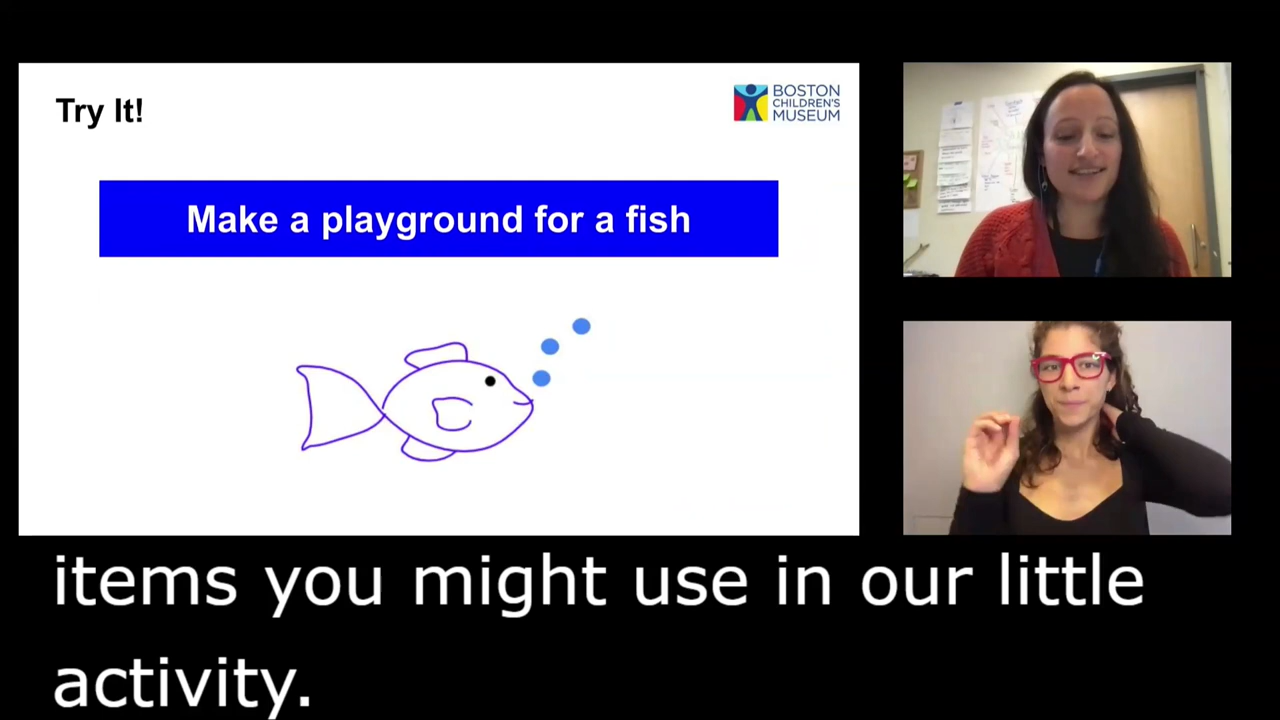 Try It!
BOSTON
CHILDREN'S
MUSEUM
Make a playground for a fish
items you might use in our little
activity.